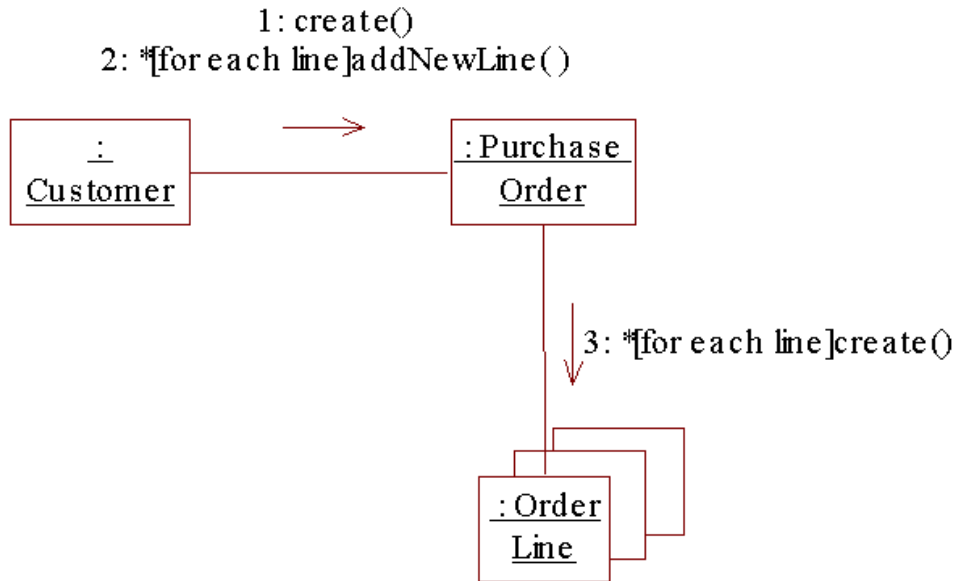 1: create()
2: *[for each line]addNewLine( )
:
Customer
:Purchase
Order
3: *[for each line]create()
:Order
Line